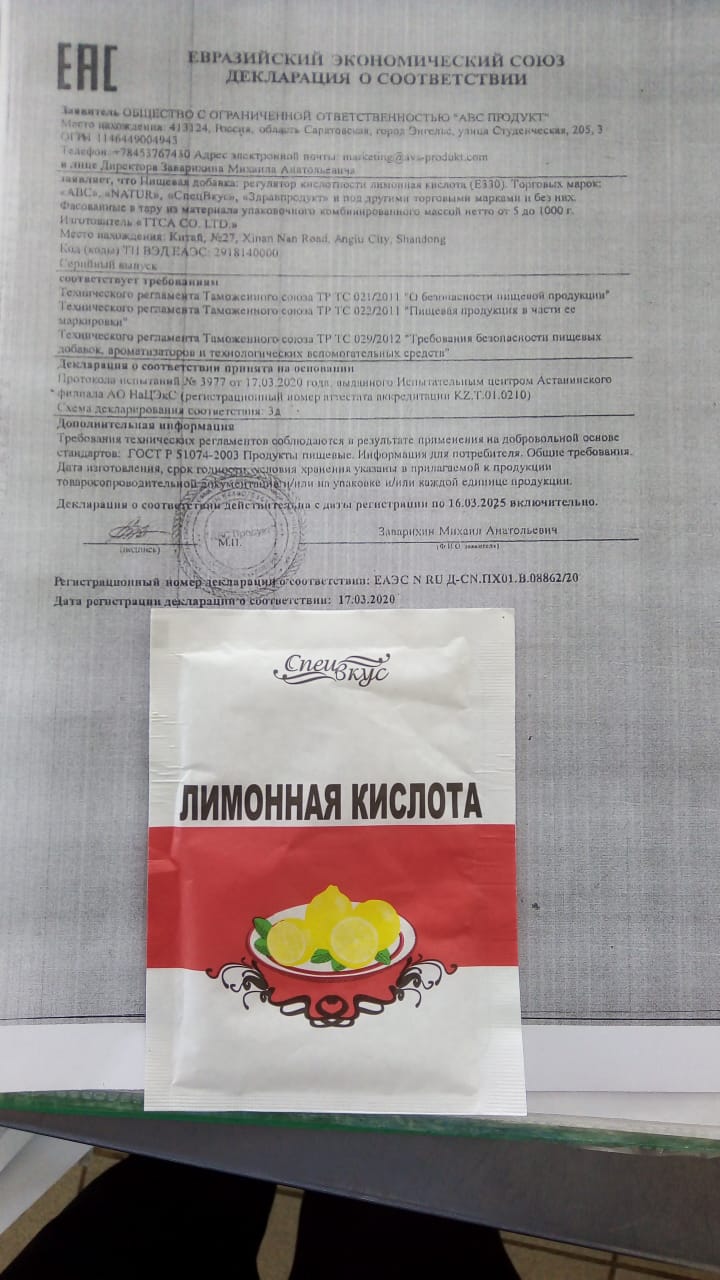 ЕАС
ЕВРАЗИЙСКИЙ ЭКОНОМИЧЕСКИЙ СОЮЗ
ДЕКЛАРАЦИЯ О СООТВЕТСТВИИ
Заявитель ОБЩЕСТВО С ОГРАНИЧЕННОЙ ОТВЕТСТВЕННОСТЬЮ "АВС ПРОДУКТ"
Место нахождения: 413124, Россия, область Саратовская, город Энгельс, улица Студенческая, 205, 3
ОГРН 1146449004943
Телефон: +78453767430 Адрес электронной почты: marketing@avs-produkt.com
в лице Директора Заварихина Михаила Анатольевича
заявляет, что Пищевая добавка: регулятор кислотности лимонная кислота (Е330). Торговых марок:
«АВС», «NATUR», «СпецВкус», «Здравпродукт» и под другими торговыми марками и без них.
Фасованные в тару из материала упаковочного комбинированного массой нетто от 5 до 1000 г.
Изготовитель «TTCA CO. LTD.»
Место нахождения: Китай, №27, Xinan Nan Road, Anqiu City, Shandong
Код (коды) ТН ВЭД ЕАЭС: 2918140000
Серийный выпуск
соответствует требованиям
Технического регламента Таможенного союза ТР ТС 021/2011 "О безопасности пищевой продукции"
Технического регламента Таможенного союза ТР ТС 022/2011 "Пищевая продукция в части ее
маркировки"
Технического регламента Таможенного союза ТР ТС 029/2012 "Требования безопасности пищевых
добавок, ароматизаторов и технологических вспомогательных средств"
Декларация о соответствии принята на основании
Протокола испытаний № 3977 от 17.03.2020 года, выданного Испытательным центром Астанинского
филиала АО НаЦЭкС (регистрационный номер аттестата аккредитации KZ.T.01.0210)
Схема декларирования соответствия: 3д
Дополнительная информация
Требования технических регламентов соблюдаются в результате применения на добровольной основе
стандартов: ГОСТ Р 51074-2003 Продукты пищевые. Информация для потребителя. Общие требования.
Дата изготовления, срок годности, условия хранения указаны в прилагаемой к продукции
товаросопроводительной документации и/или на упаковке и/или каждой единице продукции.
Декларация о соответствии действительна с даты регистрации по 16.03.2025 включительно.
Заварихин Михаил Анатольевич
(подпись) М.П. (Ф.И.О. заявителя)
Регистрационный номер декларации о соответствии: ЕАЭС N RU Д-CN.ПХ01.В.08862/20
Дата регистрации декларации о соответствии: 17.03.2020
Спец
Вкус
ЛИМОННАЯ КИСЛОТА